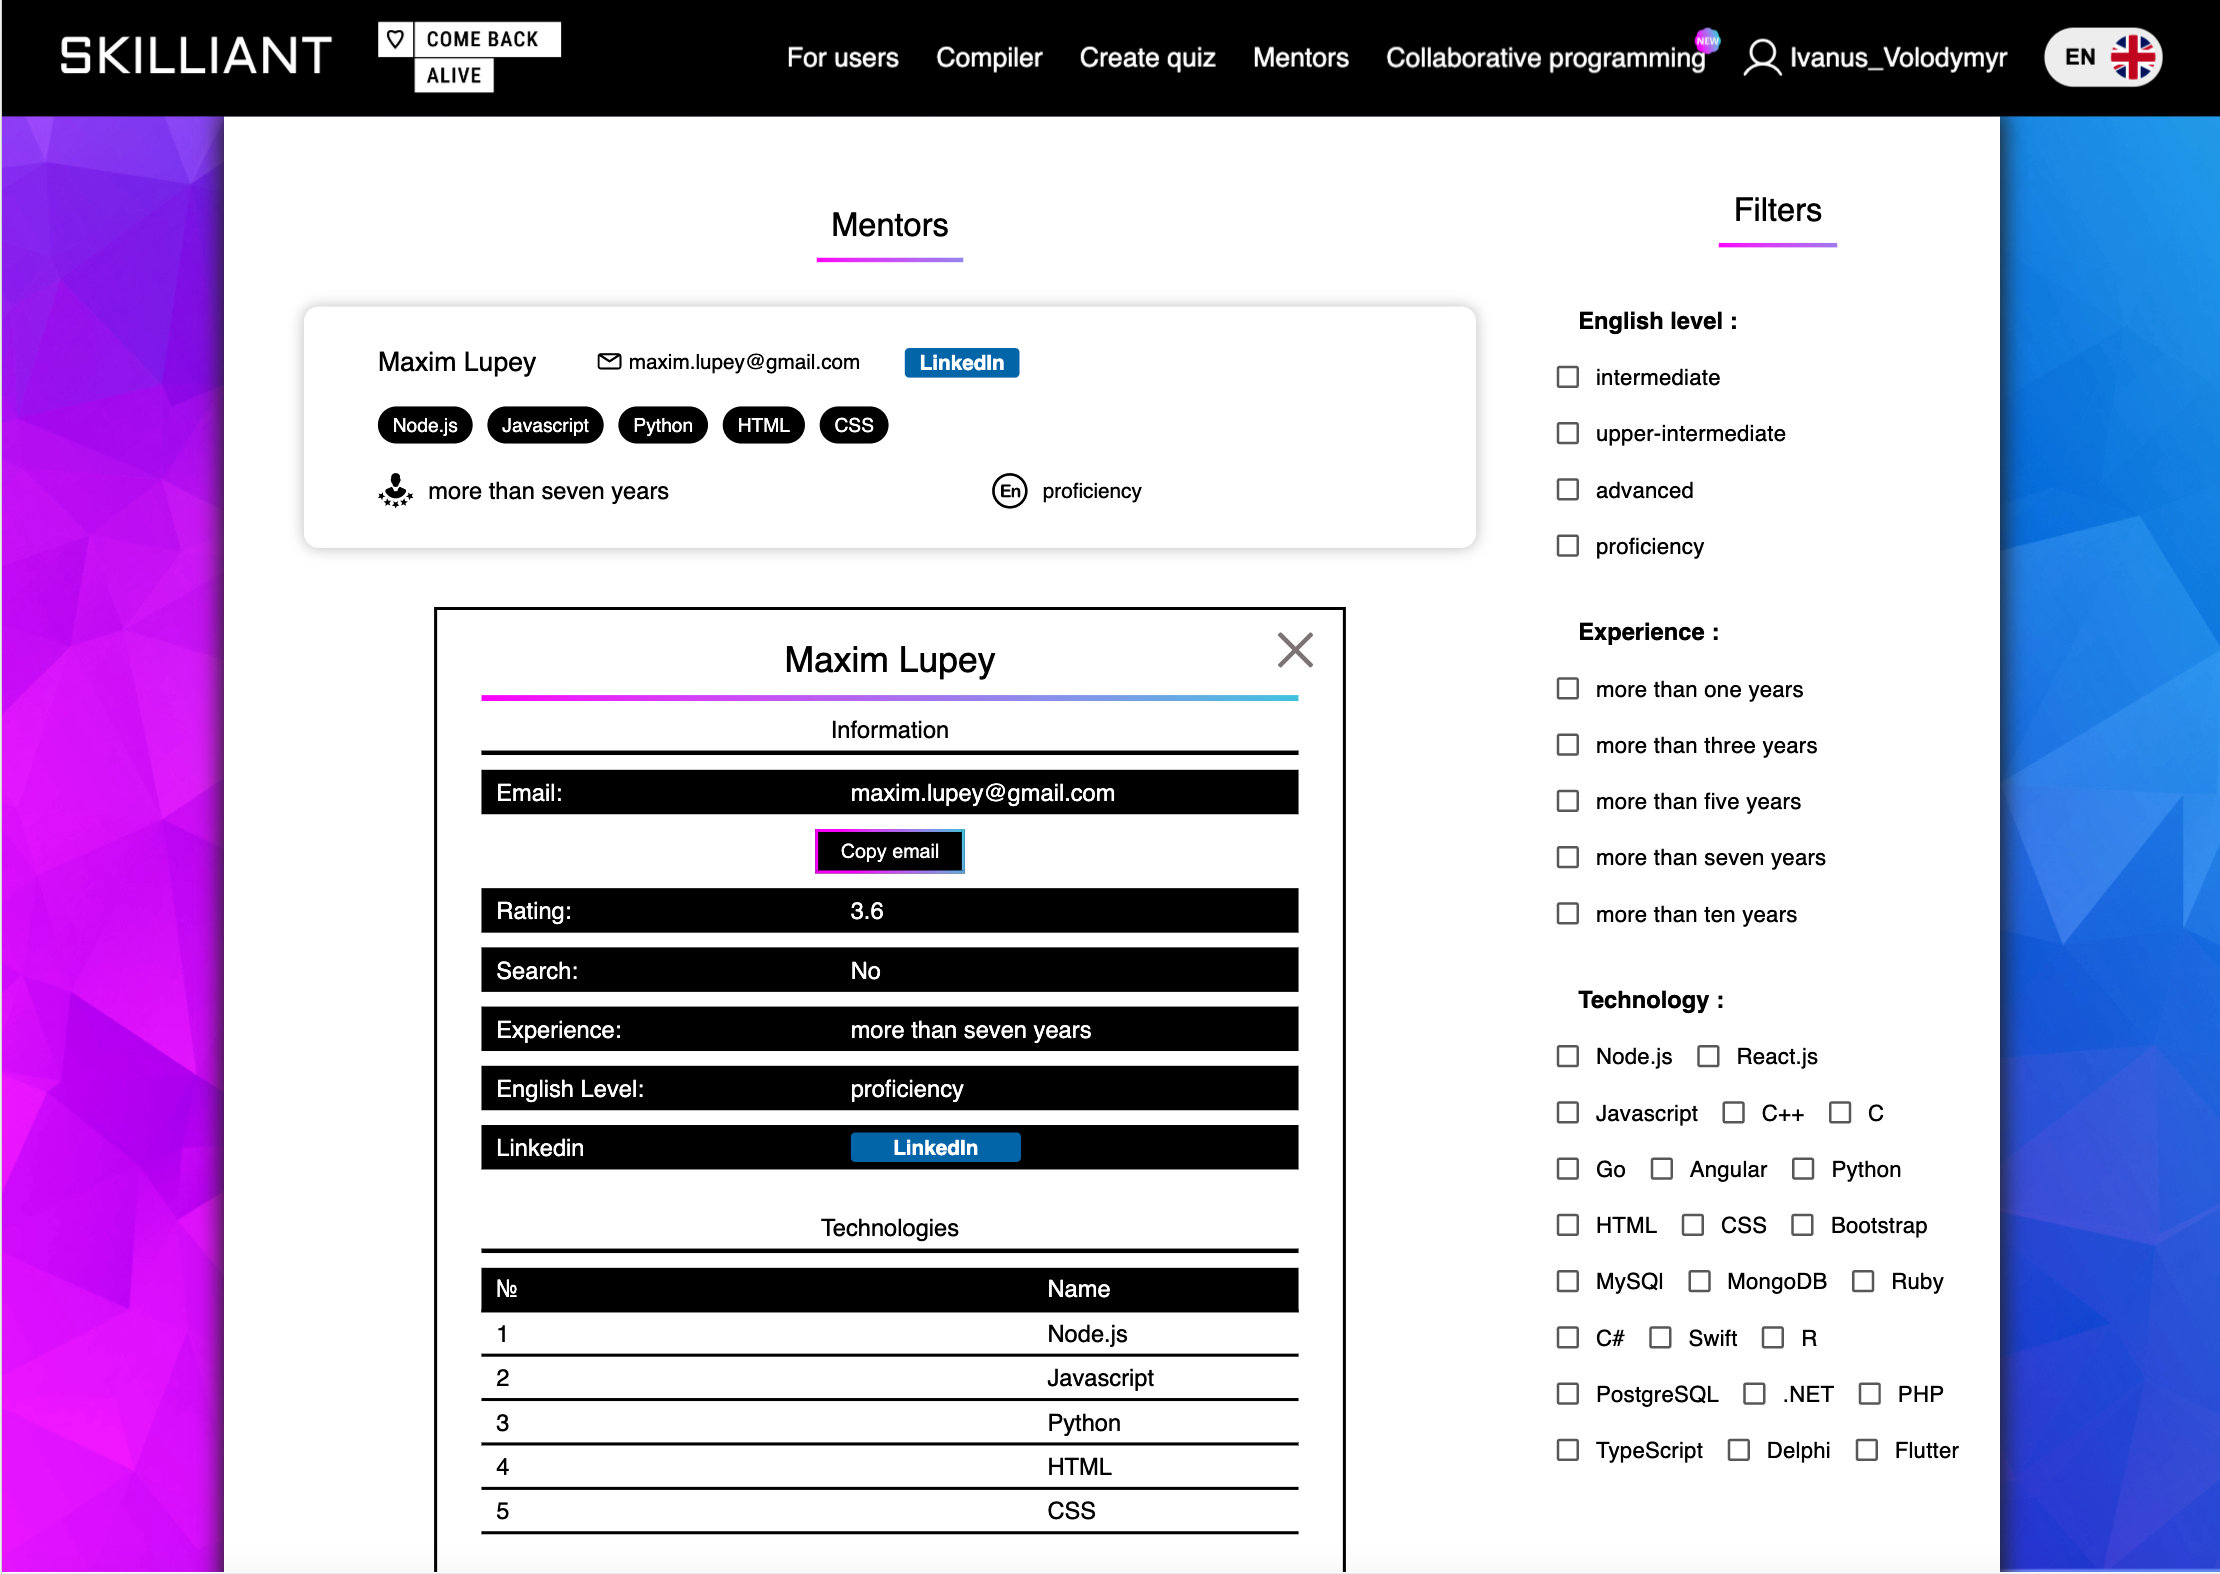 SKILLIANT
COME BACK
ALIVE
For users Compiler Create quiz Mentors Collaborative programming NEW Ivanus_Volodymyr EN
Mentors
Maxim Lupey maxim.lupey@gmail.com LinkedIn
Node.js Javascript Python HTML CSS
more than seven years En proficiency
Maxim Lupey
Information
Email: maxim.lupey@gmail.com
Copy email
Rating: 3.6
Search: No
Experience: more than seven years
English Level: proficiency
Linkedin LinkedIn
Technologies
№ Name
1 Node.js
2 Javascript
3 Python
4 HTML
5 CSS
Filters
English level :
intermediate
upper-intermediate
advanced
proficiency
Experience :
more than one years
more than three years
more than five years
more than seven years
more than ten years
Technology :
Node.js React.js
Javascript C++ C
Go Angular Python
HTML CSS Bootstrap
MySQl MongoDB Ruby
C# Swift R
PostgreSQL .NET PHP
TypeScript Delphi Flutter